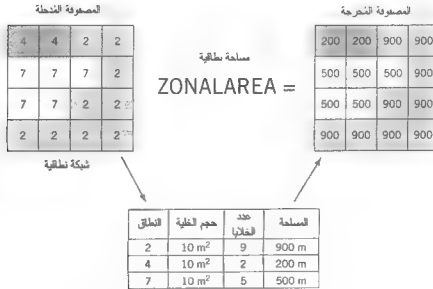 المصفوفة المُدخلة
المصفوفة المُخرجة
4 4 2 2
7 7 7 2
7 7 2 2
2 2 2 2
شبكة نطاقية
مساحة نطاقية
ZONALAREA =
200 200 900 900
500 500 500 900
500 500 900 900
900 900 900 900
النطاق حجم الخلية عدد الخلايا المساحة
2 10 m² 9 900 m
4 10 m² 2 200 m
7 10 m² 5 500 m